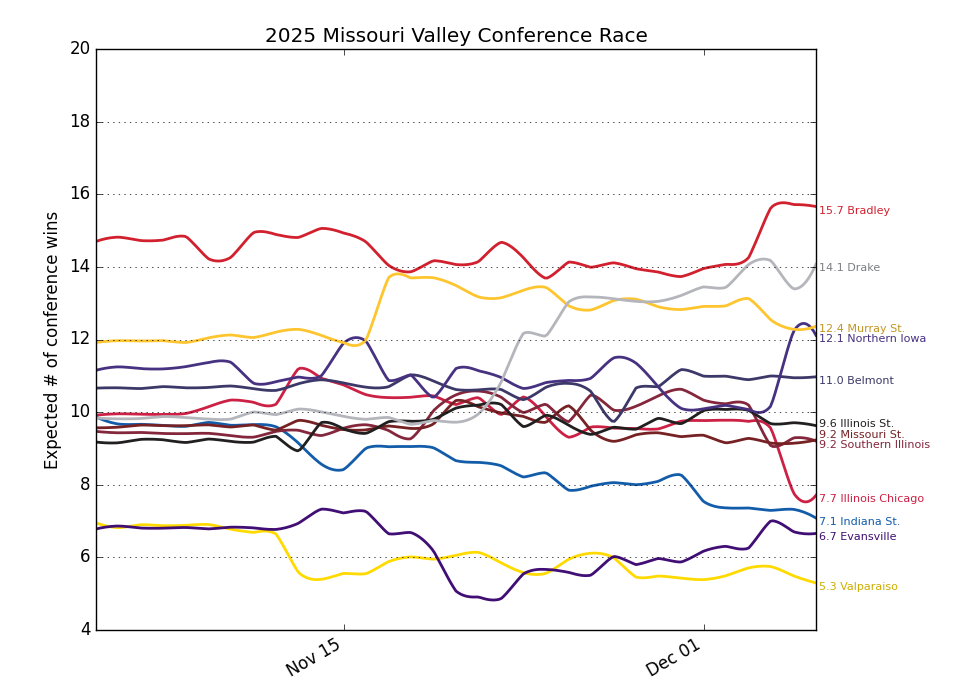 2025 Missouri Valley Conference Race
Expected # of conference wins
20
18
16
14
12
10
8
6
4
Nov 15
Dec 01
15.7 Bradley
14.1 Drake
12.4 Murray St.
12.1 Northern Iowa
11.0 Belmont
9.6 Illinois St.
9.2 Missouri St.
9.2 Southern Illinois
7.7 Illinois Chicago
7.1 Indiana St.
6.7 Evansville
5.3 Valparaiso